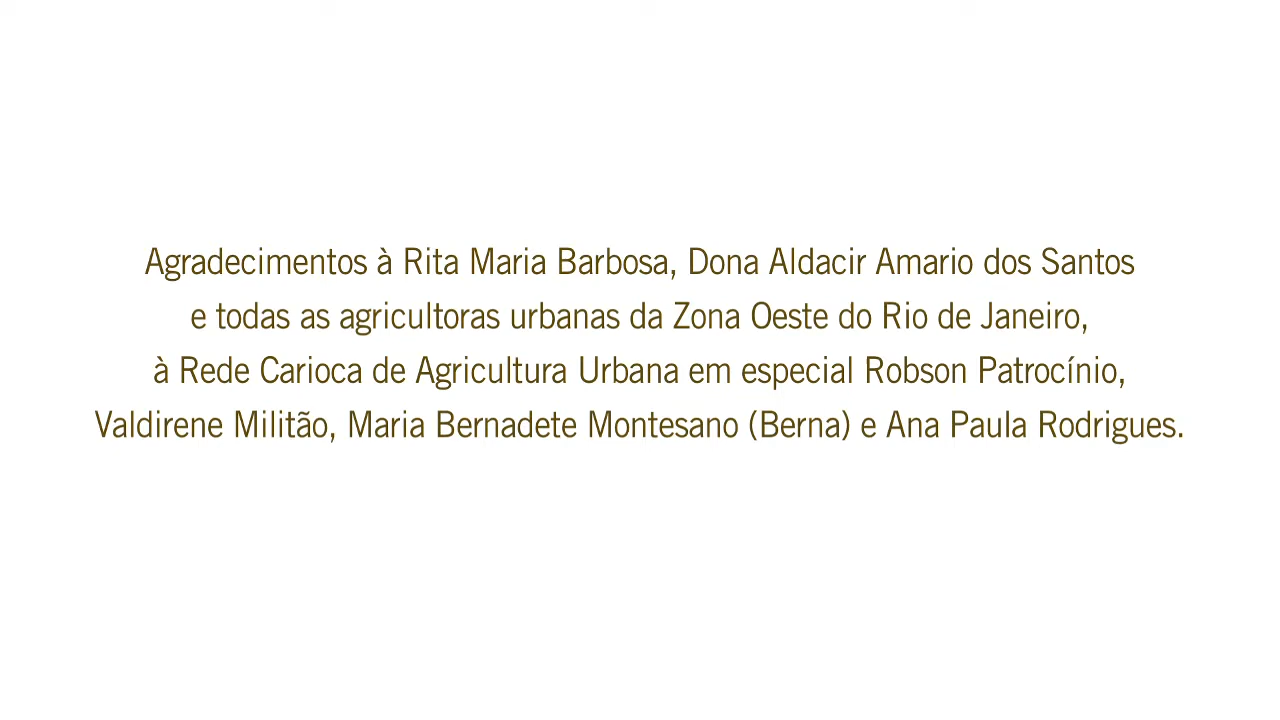 Agradecimentos à Rita Maria Barbosa, Dona Aldacir Amario dos Santos
e todas as agricultoras urbanas da Zona Oeste do Rio de Janeiro,
à Rede Carioca de Agricultura Urbana em especial Robson Patrocínio,
Valdirene Militão, Maria Bernadete Montesano (Berna) e Ana Paula Rodrigues.